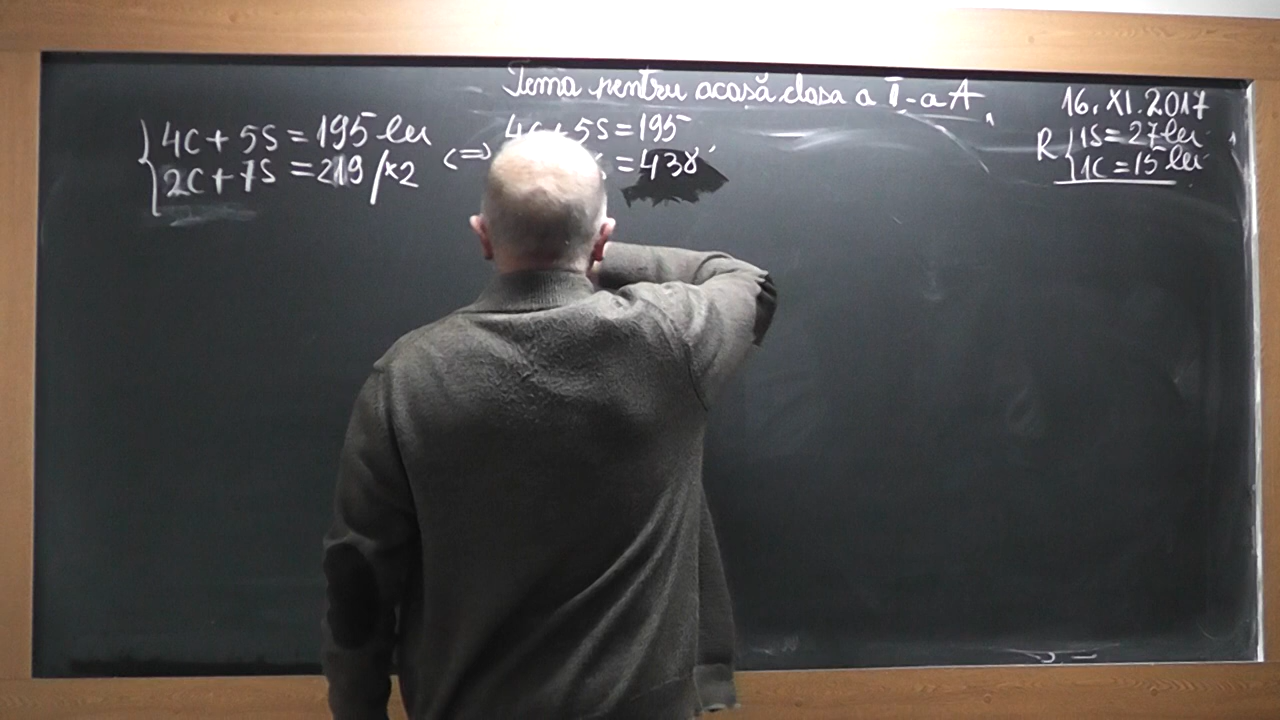 Tema pentru acasă clasa a I-a A
16.XI.2017
4C + 5S = 195 lei
2C + 7S = 219 /×2
<=>
4C + 5S = 195
= 438
R
1S = 27 lei
1C = 15 lei